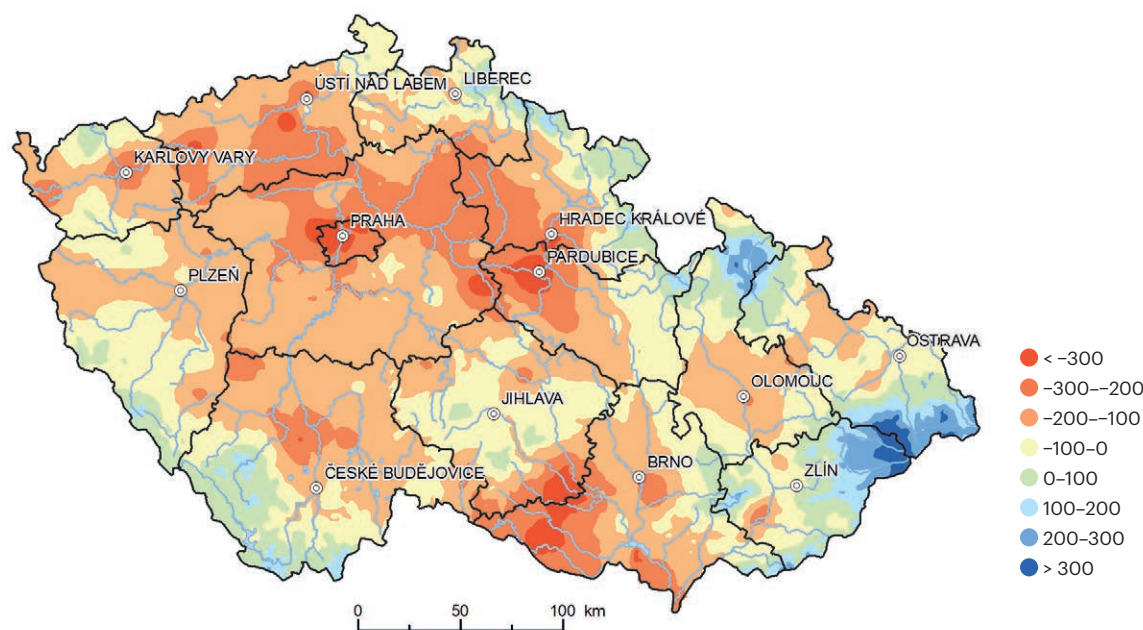 ÚSTÍ NAD LABEM
LIBEREC
KARLOVY VARY
PRAHA
HRADEC KRÁLOVÉ
PARDUBICE
PLZEŇ
OSTRAVA
OLOMOUC
JIHLAVA
ČESKÉ BUDĚJOVICE
BRNO
ZLÍN
< –300
–300–-200
–200–-100
-100–0
0–100
100–200
200–300
> 300
0 50 100 km